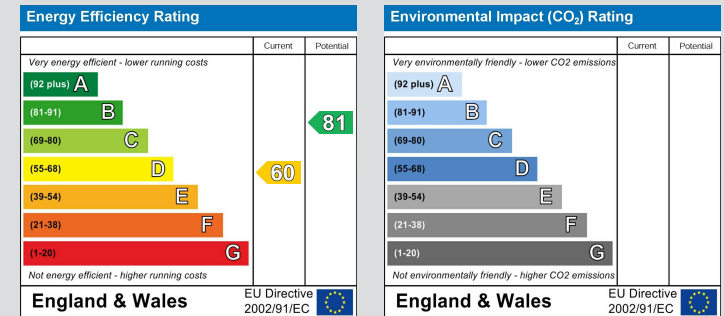 Energy Efficiency Rating
Current Potential
Very energy efficient - lower running costs
(92 plus) A
(81-91) B
81
(69-80) C
(55-68) D
60
(39-54) E
(21-38) F
(1-20) G
Not energy efficient - higher running costs
England & Wales
EU Directive
2002/91/EC
Environmental Impact (CO₂) Rating
Current Potential
Very environmentally friendly - lower CO2 emissions
(92 plus) A
(81-91) B
(69-80) C
(55-68) D
(39-54) E
(21-38) F
(1-20) G
Not environmentally friendly - higher CO2 emissions
England & Wales
EU Directive
2002/91/EC